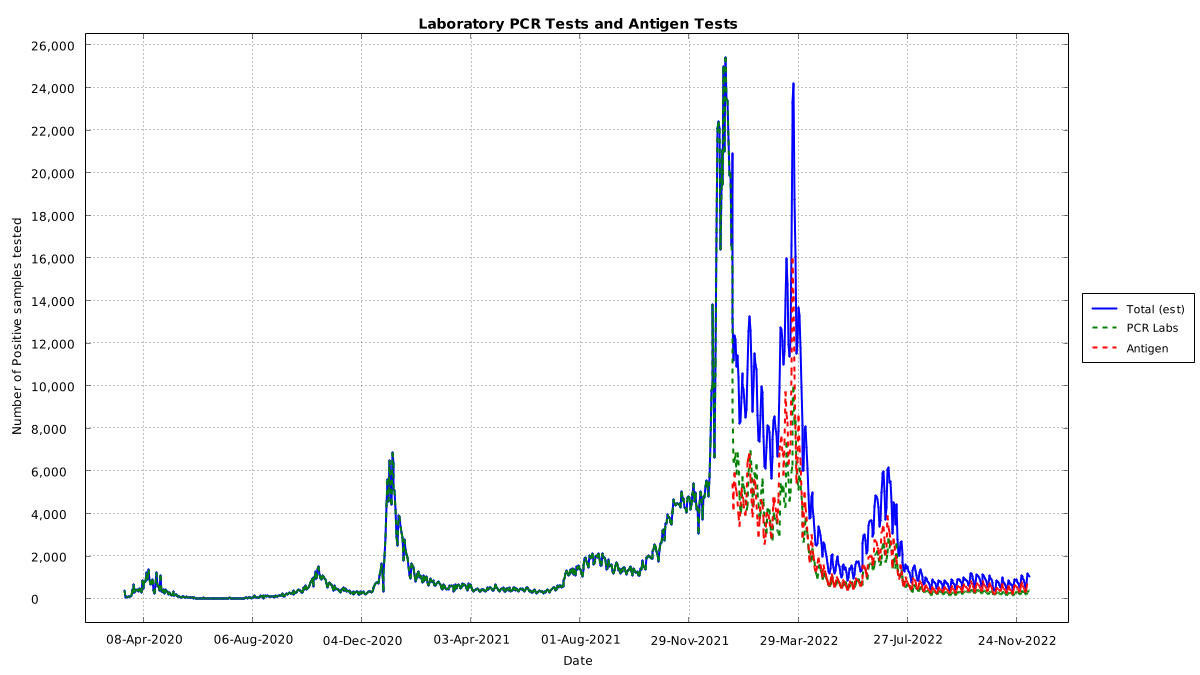 Laboratory PCR Tests and Antigen Tests
Number of Positive samples tested
26,000
24,000
22,000
20,000
18,000
16,000
14,000
12,000
10,000
8,000
6,000
4,000
2,000
0
08-Apr-2020
06-Aug-2020
04-Dec-2020
03-Apr-2021
01-Aug-2021
29-Nov-2021
29-Mar-2022
27-Jul-2022
24-Nov-2022
Date
Total (est)
PCR Labs
Antigen